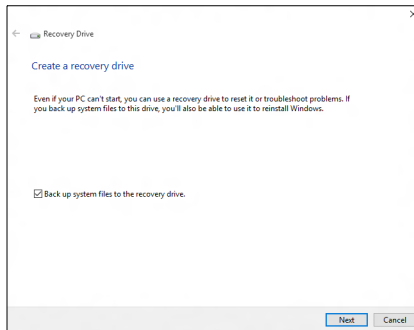 Recovery Drive
Create a recovery drive
Even if your PC can't start, you can use a recovery drive to reset it or troubleshoot problems. If
you back up system files to this drive, you'll also be able to use it to reinstall Windows.
Back up system files to the recovery drive.
Next Cancel